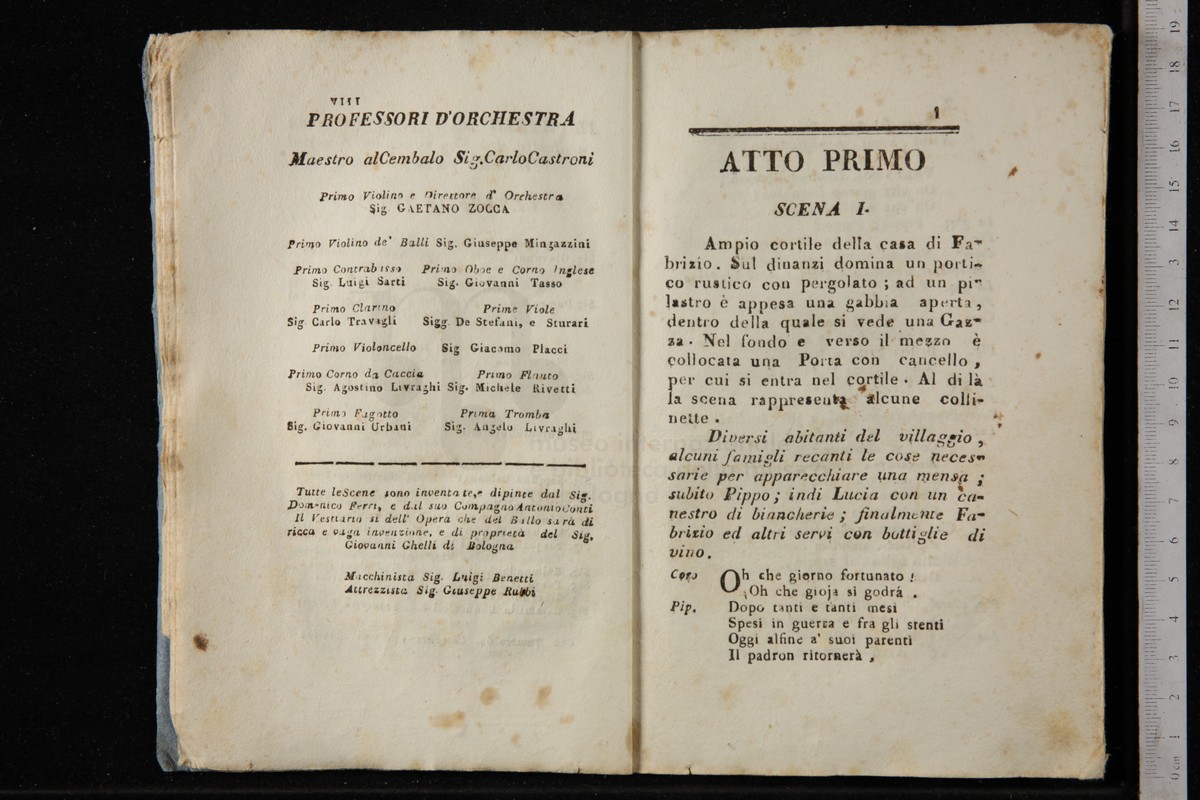 VIII
PROFESSORI D'ORCHESTRA
Maestro al Cembalo Sig. Carlo Castroni
Primo Violino e Direttore d' Orchestra
Sig. GAETANO ZOCCA
Primo Violino de' Balli Sig. Giuseppe Mingazzini
Primo Contrabasso Primo Oboe e Corno Inglese
Sig. Luigi Sarti Sig. Giovanni Tasso
Primo Clarino Prime Viole
Sig Carlo Travagli Sigg. De Stefani, e Sturari
Primo Violoncello Sig Giacomo Placci
Primo Corno da Caccia Primo Flauto
Sig. Agostino Livraghi Sig. Michele Rivetti
Primo Fagotto Prima Tromba
Sig. Giovanni Urbani Sig. Angelo Livraghi
Tutte le Scene sono inventate, e dipinte dal Sig.
Domenico Ferri, e dal suo Compagno Antonio Conti
Il Vestiario sì dell' Opera che del Ballo sarà di
ricca e vaga invenzione, e di proprietà del Sig.
Giovanni Ghelli di Bologna
Macchinista Sig. Luigi Benetti
Attrezzista Sig. Giuseppe Rubbi
1
ATTO PRIMO
SCENA I.
Ampio cortile della casa di Fa-
brizio. Sul dinanzi domina un porti-
co rustico con pergolato ; ad un pi-
lastro è appesa una gabbia aperta,
dentro della quale si vede una Gaz-
za. Nel fondo e verso il mezzo è
collocata una Porta con cancello,
per cui si entra nel cortile. Al di là
la scena rappresenta alcune colli-
nette.
Diversi abitanti del villaggio,
alcuni famigli recanti le cose neces-
sarie per apparecchiare una mensa ;
subito Pippo ; indi Lucia con un ca-
nestro di biancherie ; finalmente Fa-
brizio ed altri servi con bottiglie di
vino.
Coro Oh che giorno fortunato !
Oh che gioja si godrà .
Pip. Dopo tanti e tanti mesi
Spesi in guerra e fra gli stenti
Oggi alfine a' suoi parenti
Il padron ritornerà ,